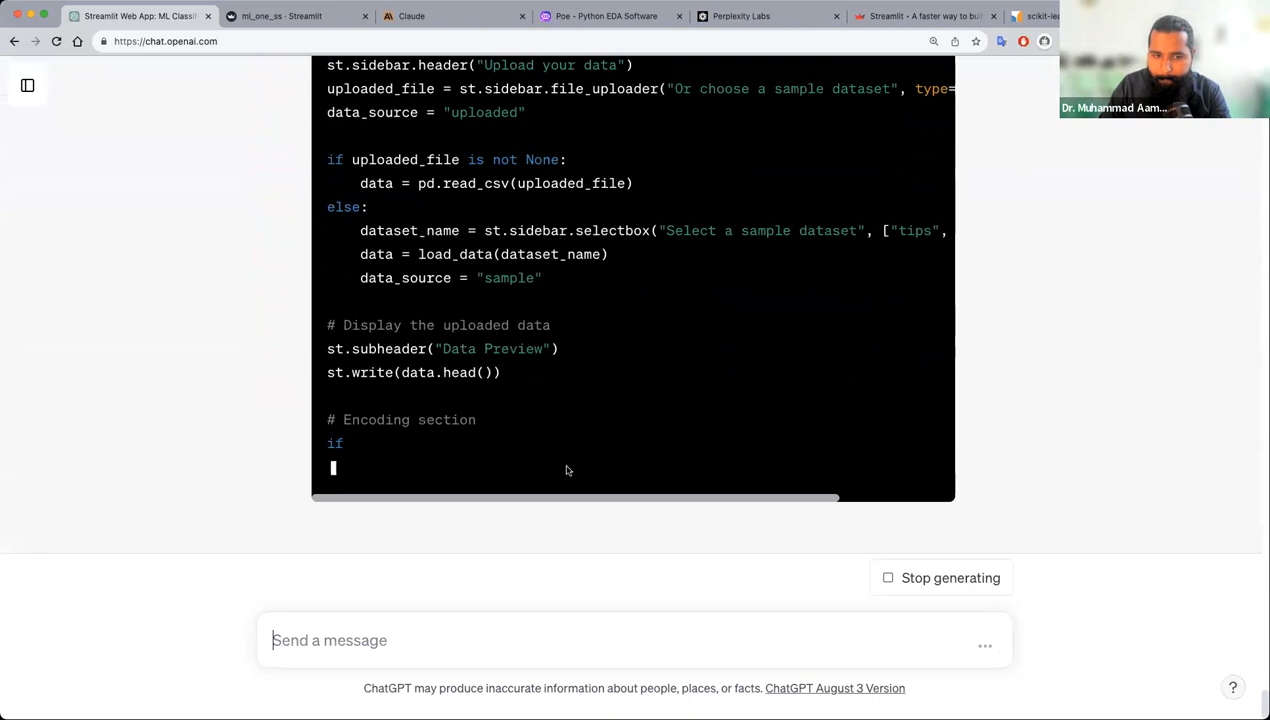 Streamlit Web App: ML Classif
ml_one_ss · Streamlit
Claude
Poe - Python EDA Software
Perplexity Labs
Streamlit • A faster way to buil
scikit-lea
https://chat.openai.com
Dr. Muhammad Aam...
st.sidebar.header("Upload your data")
uploaded_file = st.sidebar.file_uploader("Or choose a sample dataset", type=
data_source = "uploaded"
if uploaded_file is not None:
data = pd.read_csv(uploaded_file)
else:
dataset_name = st.sidebar.selectbox("Select a sample dataset", ["tips",
data = load_data(dataset_name)
data_source = "sample"
# Display the uploaded data
st.subheader("Data Preview")
st.write(data.head())
# Encoding section
if
Stop generating
Send a message
ChatGPT may produce inaccurate information about people, places, or facts. ChatGPT August 3 Version
?